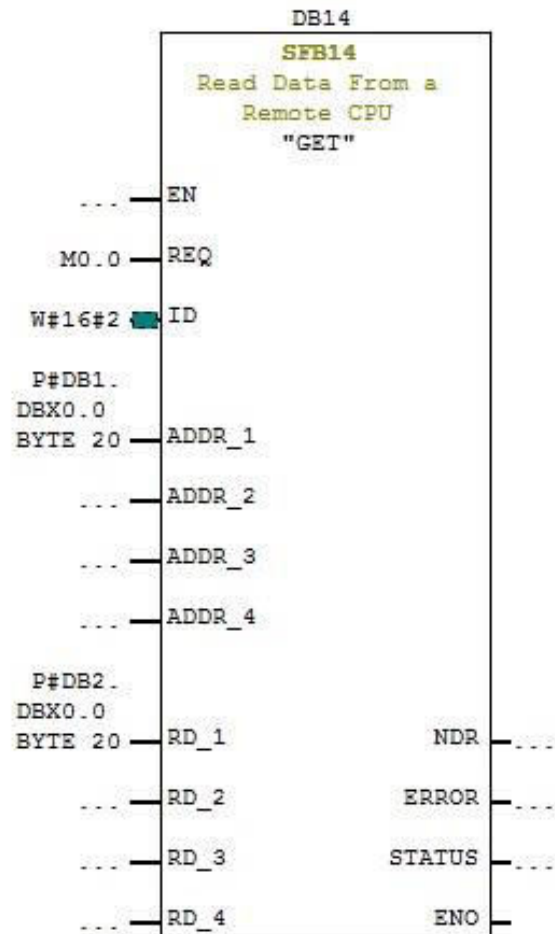 DB14
SFB14
Read Data From a
Remote CPU
"GET"
... EN
M0.0 REQ
W#16#2 ID
P#DB1.
DBX0.0
BYTE 20 ADDR_1
... ADDR_2
... ADDR_3
... ADDR_4
P#DB2.
DBX0.0
BYTE 20 RD_1 NDR ...
... RD_2 ERROR ...
... RD_3 STATUS ...
... RD_4 ENO